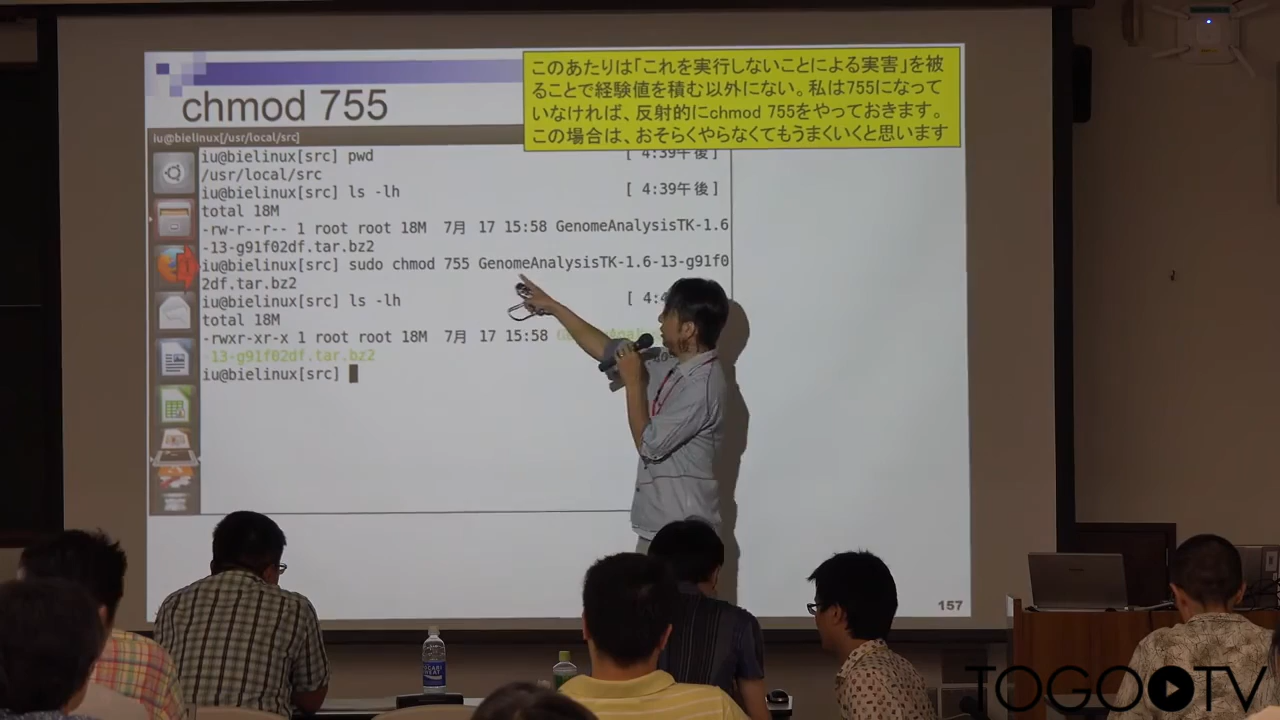 chmod 755
このあたりは「これを実行しないことによる実害」を被
ることで経験値を積む以外にない。私は755になって
いなければ、反射的にchmod 755をやっておきます。
この場合は、おそらくやらなくてもうまくいくと思います
iu@bielinux[/usr/local/src]
iu@bielinux[src] pwd [ 4:39午後]
/usr/local/src
iu@bielinux[src] ls -lh [ 4:39午後]
total 18M
-rw-r--r-- 1 root root 18M 7月 17 15:58 GenomeAnalysisTK-1.6
-13-g91f02df.tar.bz2
iu@bielinux[src] sudo chmod 755 GenomeAnalysisTK-1.6-13-g91f0
2df.tar.bz2
iu@bielinux[src] ls -lh
total 18M
-rwxr-xr-x 1 root root 18M 7月 17 15:58
-13-g91f02df.tar.bz2
iu@bielinux[src]
157
TOGO TV